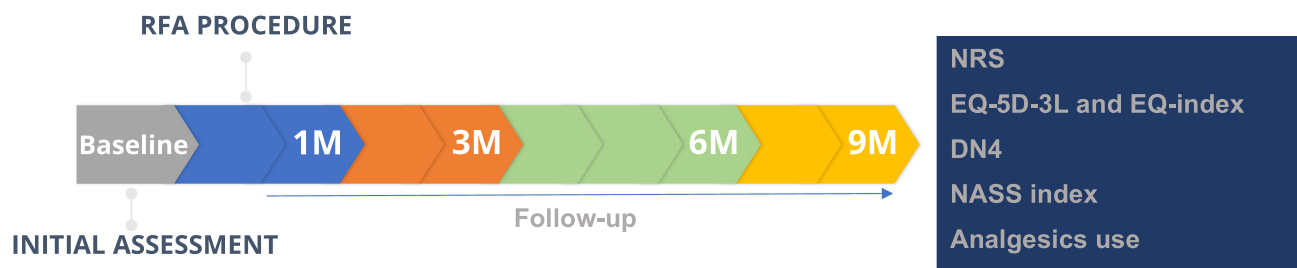 RFA PROCEDURE
Baseline 1M 3M 6M 9M
Follow-up
INITIAL ASSESSMENT
NRS
EQ-5D-3L and EQ-index
DN4
NASS index
Analgesics use